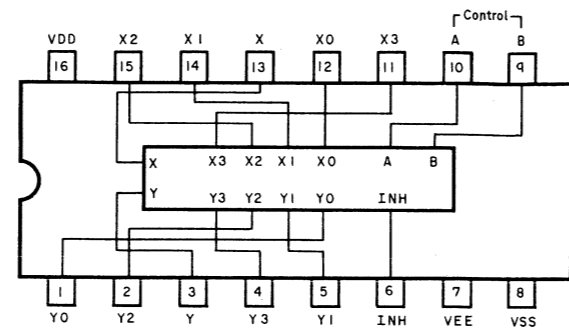 Control
VDD X2 X1 X X0 X3 A B
16 15 14 13 12 11 10 9
X X3 X2 X1 X0 A B
Y Y3 Y2 Y1 Y0 INH
1 2 3 4 5 6 7 8
Y0 Y2 Y Y3 Y1 INH VEE VSS